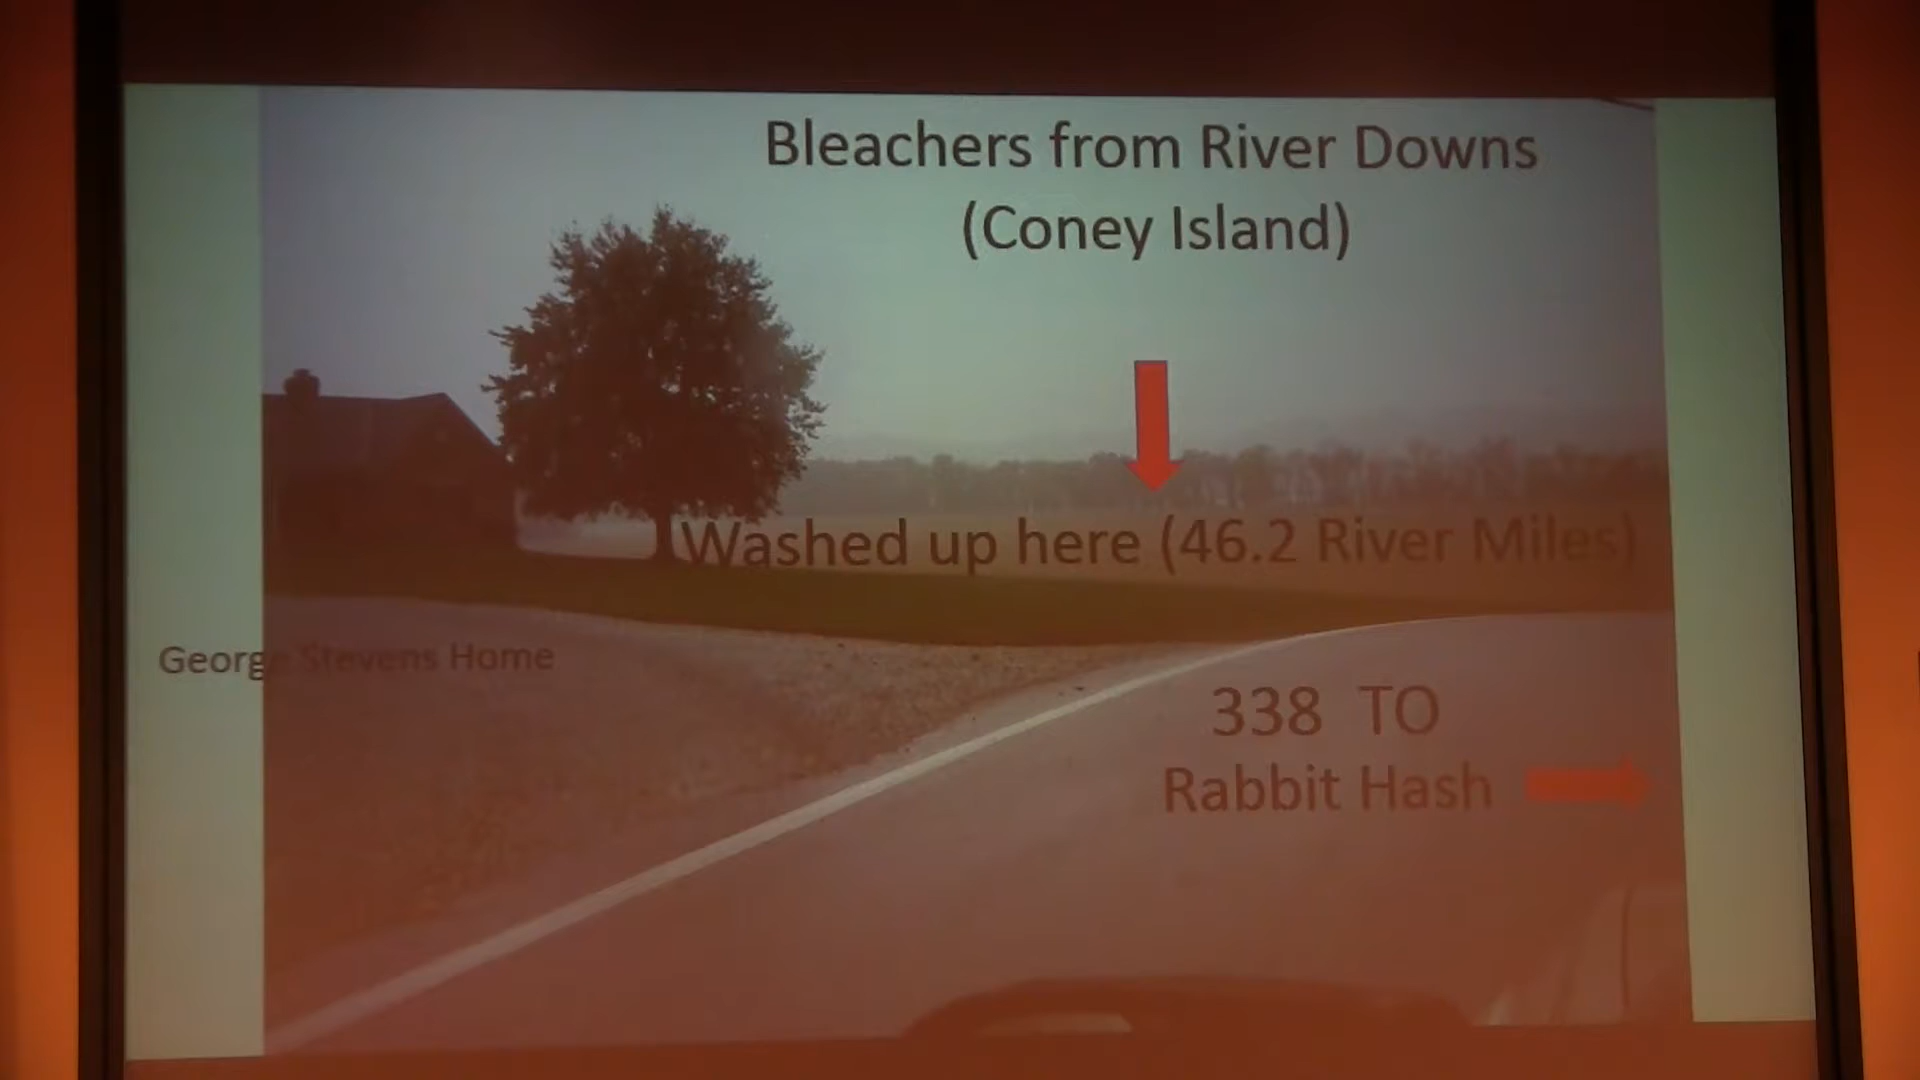 Bleachers from River Downs
(Coney Island)
Washed up here (46.2 River Miles)
George Stevens Home
338 TO
Rabbit Hash